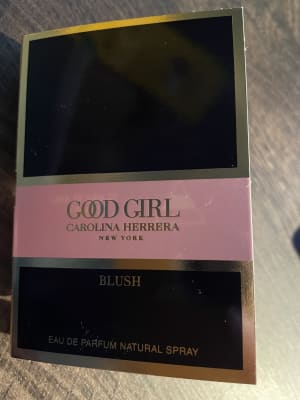 GOOD GIRL
CAROLINA HERRERA
NEW YORK
BLUSH
EAU DE PARFUM NATURAL SPRAY